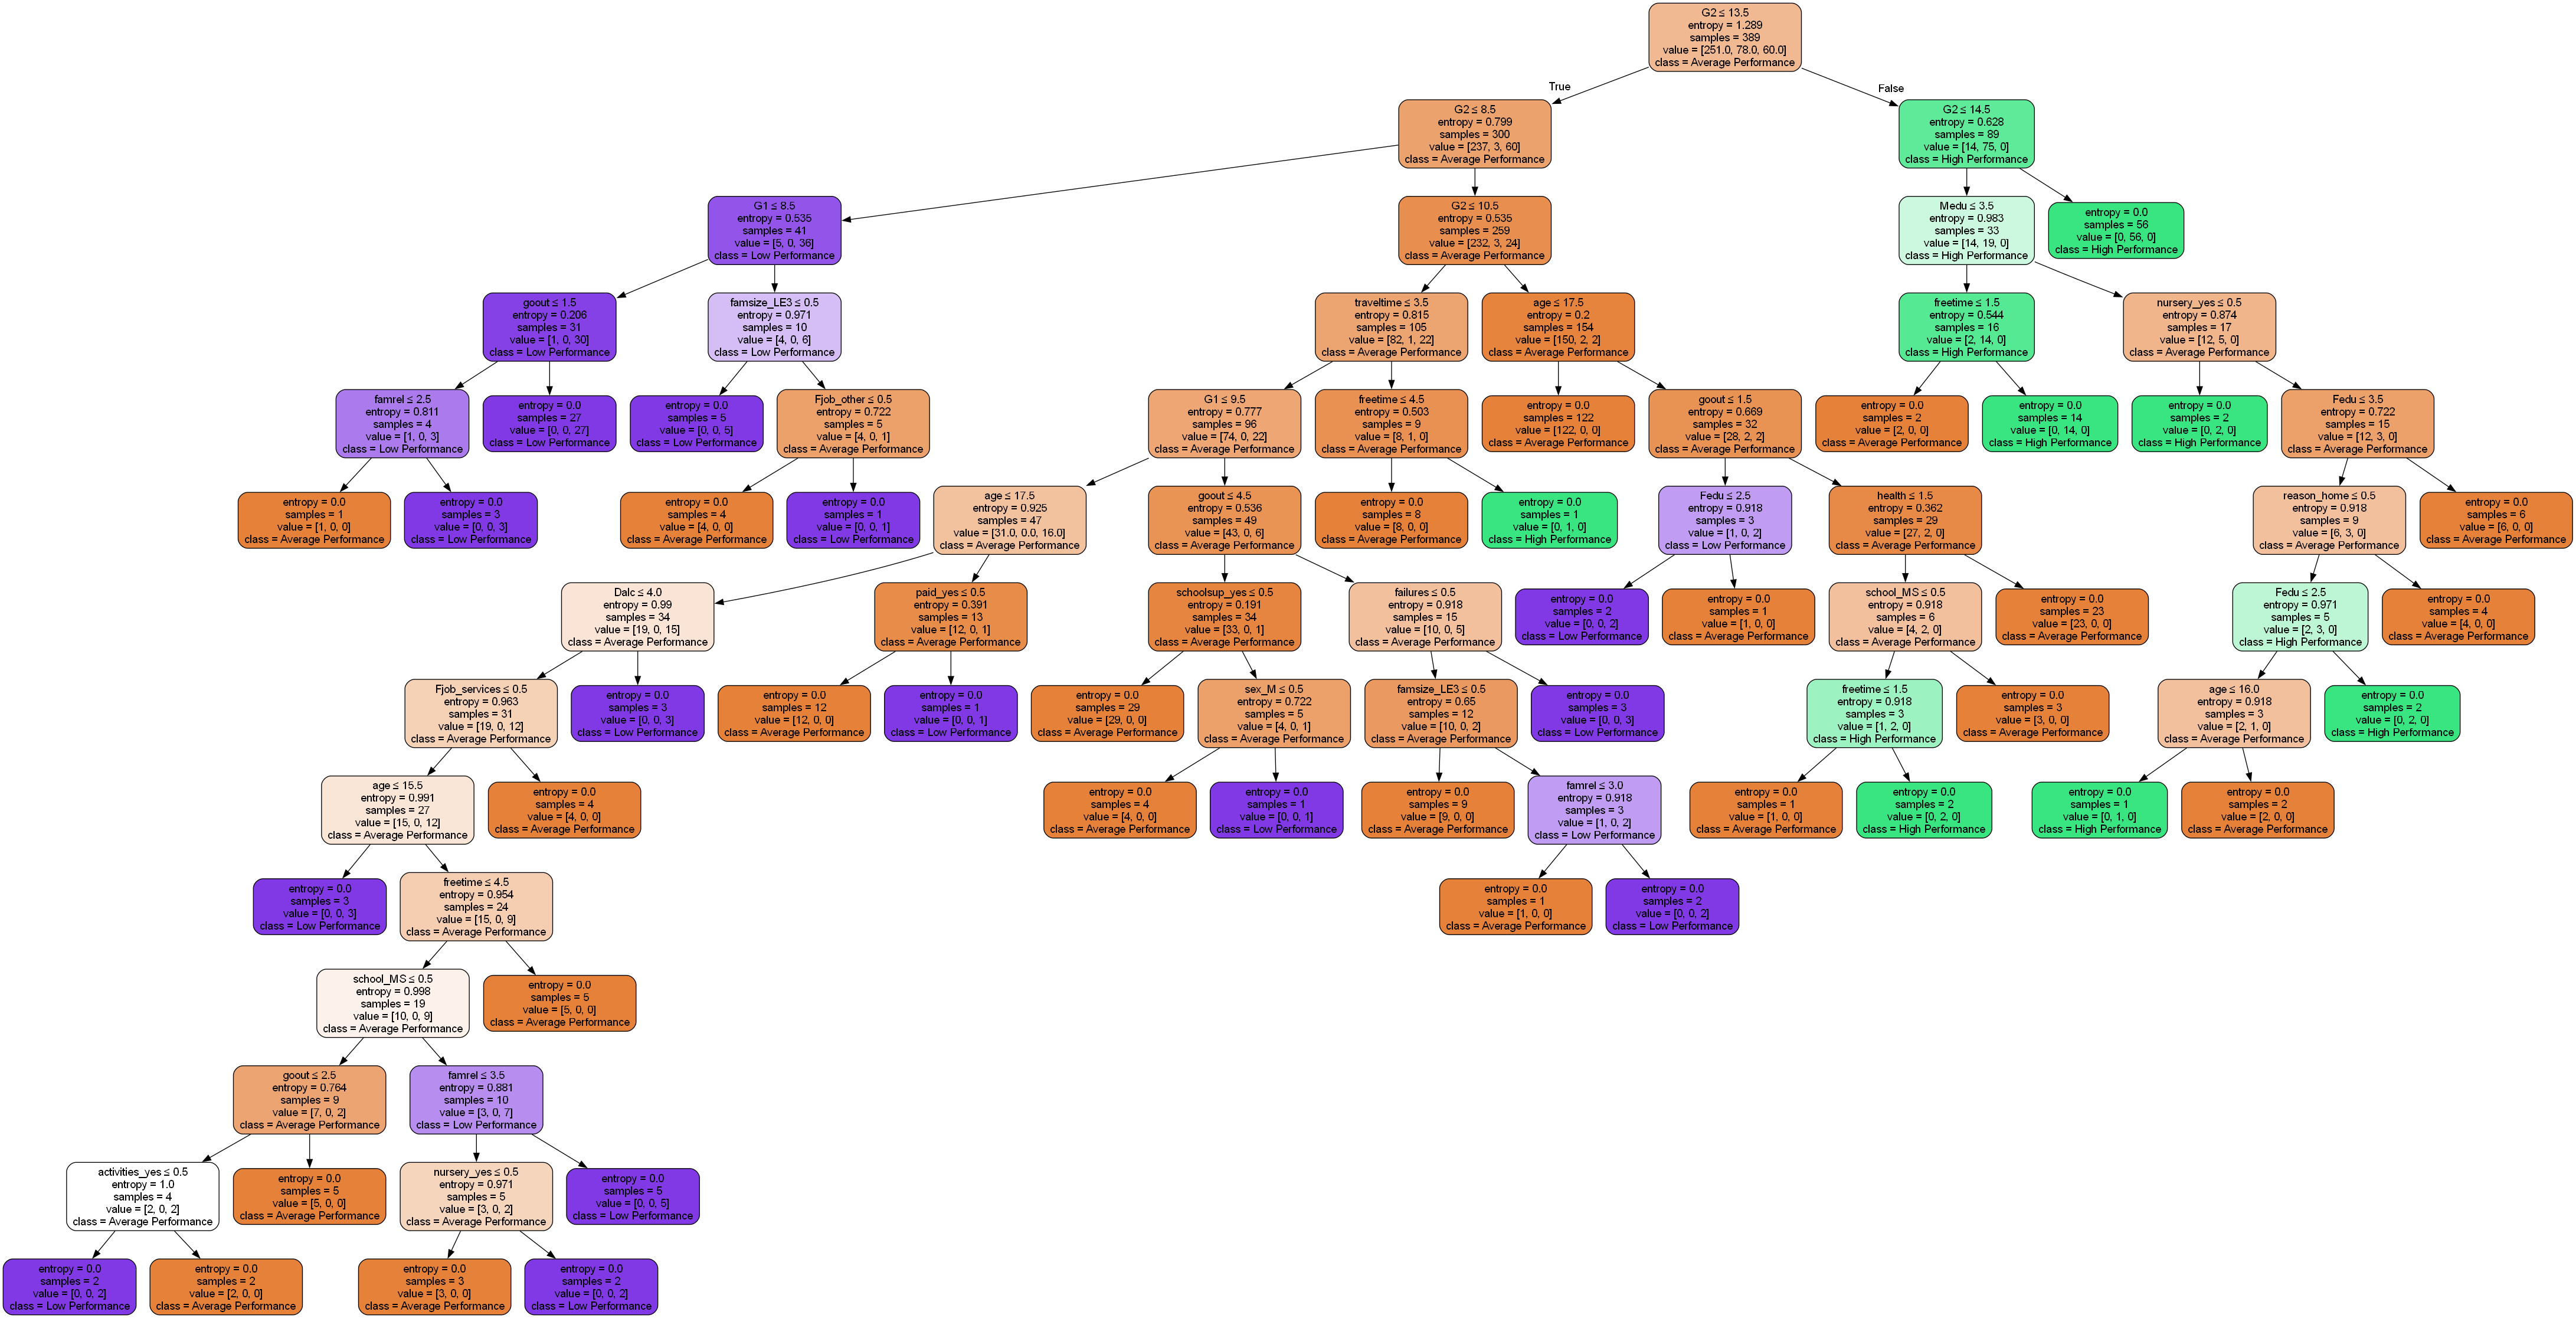 G2 ≤ 13.5
entropy = 1.289
samples = 389
value = [251.0, 78.0, 60.0]
class = Average Performance
True
False
G2 ≤ 8.5
entropy = 0.799
samples = 300
value = [237, 3, 60]
class = Average Performance
G2 ≤ 14.5
entropy = 0.628
samples = 89
value = [14, 75, 0]
class = High Performance
G1 ≤ 8.5
entropy = 0.535
samples = 41
value = [5, 0, 36]
class = Low Performance
G2 ≤ 10.5
entropy = 0.535
samples = 259
value = [232, 3, 24]
class = Average Performance
Medu ≤ 3.5
entropy = 0.983
samples = 33
value = [14, 19, 0]
class = High Performance
entropy = 0.0
samples = 56
value = [0, 56, 0]
class = High Performance
goout ≤ 1.5
entropy = 0.206
samples = 31
value = [1, 0, 30]
class = Low Performance
famsize_LE3 ≤ 0.5
entropy = 0.971
samples = 10
value = [4, 0, 6]
class = Low Performance
traveltime ≤ 3.5
entropy = 0.815
samples = 105
value = [82, 1, 22]
class = Average Performance
age ≤ 17.5
entropy = 0.2
samples = 154
value = [150, 2, 2]
class = Average Performance
freetime ≤ 1.5
entropy = 0.544
samples = 16
value = [2, 14, 0]
class = High Performance
nursery_yes ≤ 0.5
entropy = 0.874
samples = 17
value = [12, 5, 0]
class = Average Performance
famrel ≤ 2.5
entropy = 0.811
samples = 4
value = [1, 0, 3]
class = Low Performance
entropy = 0.0
samples = 27
value = [0, 0, 27]
class = Low Performance
entropy = 0.0
samples = 5
value = [0, 0, 5]
class = Low Performance
Fjob_other ≤ 0.5
entropy = 0.722
samples = 5
value = [4, 0, 1]
class = Average Performance
G1 ≤ 9.5
entropy = 0.777
samples = 96
value = [74, 0, 22]
class = Average Performance
freetime ≤ 4.5
entropy = 0.503
samples = 9
value = [8, 1, 0]
class = Average Performance
entropy = 0.0
samples = 122
value = [122, 0, 0]
class = Average Performance
goout ≤ 1.5
entropy = 0.669
samples = 32
value = [28, 2, 2]
class = Average Performance
entropy = 0.0
samples = 2
value = [2, 0, 0]
class = Average Performance
entropy = 0.0
samples = 14
value = [0, 14, 0]
class = High Performance
entropy = 0.0
samples = 2
value = [0, 2, 0]
class = High Performance
Fedu ≤ 3.5
entropy = 0.722
samples = 15
value = [12, 3, 0]
class = Average Performance
entropy = 0.0
samples = 1
value = [1, 0, 0]
class = Average Performance
entropy = 0.0
samples = 3
value = [0, 0, 3]
class = Low Performance
entropy = 0.0
samples = 4
value = [4, 0, 0]
class = Average Performance
entropy = 0.0
samples = 1
value = [0, 0, 1]
class = Low Performance
age ≤ 17.5
entropy = 0.925
samples = 47
value = [31.0, 0.0, 16.0]
class = Average Performance
goout ≤ 4.5
entropy = 0.536
samples = 49
value = [43, 0, 6]
class = Average Performance
entropy = 0.0
samples = 8
value = [8, 0, 0]
class = Average Performance
entropy = 0.0
samples = 1
value = [0, 1, 0]
class = High Performance
Fedu ≤ 2.5
entropy = 0.918
samples = 3
value = [1, 0, 2]
class = Low Performance
health ≤ 1.5
entropy = 0.362
samples = 29
value = [27, 2, 0]
class = Average Performance
reason_home ≤ 0.5
entropy = 0.918
samples = 9
value = [6, 3, 0]
class = Average Performance
entropy = 0.0
samples = 6
value = [6, 0, 0]
class = Average Performance
Dalc ≤ 4.0
entropy = 0.99
samples = 34
value = [19, 0, 15]
class = Average Performance
paid_yes ≤ 0.5
entropy = 0.391
samples = 13
value = [12, 0, 1]
class = Average Performance
schoolsup_yes ≤ 0.5
entropy = 0.191
samples = 34
value = [33, 0, 1]
class = Average Performance
failures ≤ 0.5
entropy = 0.918
samples = 15
value = [10, 0, 5]
class = Average Performance
entropy = 0.0
samples = 2
value = [0, 0, 2]
class = Low Performance
entropy = 0.0
samples = 1
value = [1, 0, 0]
class = Average Performance
school_MS ≤ 0.5
entropy = 0.918
samples = 6
value = [4, 2, 0]
class = Average Performance
entropy = 0.0
samples = 23
value = [23, 0, 0]
class = Average Performance
Fedu ≤ 2.5
entropy = 0.971
samples = 5
value = [2, 3, 0]
class = High Performance
entropy = 0.0
samples = 4
value = [4, 0, 0]
class = Average Performance
Fjob_services ≤ 0.5
entropy = 0.963
samples = 31
value = [19, 0, 12]
class = Average Performance
entropy = 0.0
samples = 3
value = [0, 0, 3]
class = Low Performance
entropy = 0.0
samples = 12
value = [12, 0, 0]
class = Average Performance
entropy = 0.0
samples = 1
value = [0, 0, 1]
class = Low Performance
entropy = 0.0
samples = 29
value = [29, 0, 0]
class = Average Performance
sex_M ≤ 0.5
entropy = 0.722
samples = 5
value = [4, 0, 1]
class = Average Performance
famsize_LE3 ≤ 0.5
entropy = 0.65
samples = 12
value = [10, 0, 2]
class = Average Performance
entropy = 0.0
samples = 3
value = [0, 0, 3]
class = Low Performance
freetime ≤ 1.5
entropy = 0.918
samples = 3
value = [1, 2, 0]
class = High Performance
entropy = 0.0
samples = 3
value = [3, 0, 0]
class = Average Performance
age ≤ 16.0
entropy = 0.918
samples = 3
value = [2, 1, 0]
class = Average Performance
entropy = 0.0
samples = 2
value = [0, 2, 0]
class = High Performance
age ≤ 15.5
entropy = 0.991
samples = 27
value = [15, 0, 12]
class = Average Performance
entropy = 0.0
samples = 4
value = [4, 0, 0]
class = Average Performance
entropy = 0.0
samples = 4
value = [4, 0, 0]
class = Average Performance
entropy = 0.0
samples = 1
value = [0, 0, 1]
class = Low Performance
entropy = 0.0
samples = 9
value = [9, 0, 0]
class = Average Performance
famrel ≤ 3.0
entropy = 0.918
samples = 3
value = [1, 0, 2]
class = Low Performance
entropy = 0.0
samples = 1
value = [1, 0, 0]
class = Average Performance
entropy = 0.0
samples = 2
value = [0, 2, 0]
class = High Performance
entropy = 0.0
samples = 1
value = [0, 1, 0]
class = High Performance
entropy = 0.0
samples = 2
value = [2, 0, 0]
class = Average Performance
entropy = 0.0
samples = 3
value = [0, 0, 3]
class = Low Performance
freetime ≤ 4.5
entropy = 0.954
samples = 24
value = [15, 0, 9]
class = Average Performance
entropy = 0.0
samples = 1
value = [1, 0, 0]
class = Average Performance
entropy = 0.0
samples = 2
value = [0, 0, 2]
class = Low Performance
school_MS ≤ 0.5
entropy = 0.998
samples = 19
value = [10, 0, 9]
class = Average Performance
entropy = 0.0
samples = 5
value = [5, 0, 0]
class = Average Performance
goout ≤ 2.5
entropy = 0.764
samples = 9
value = [7, 0, 2]
class = Average Performance
famrel ≤ 3.5
entropy = 0.881
samples = 10
value = [3, 0, 7]
class = Low Performance
activities_yes ≤ 0.5
entropy = 1.0
samples = 4
value = [2, 0, 2]
class = Average Performance
entropy = 0.0
samples = 5
value = [5, 0, 0]
class = Average Performance
nursery_yes ≤ 0.5
entropy = 0.971
samples = 5
value = [3, 0, 2]
class = Average Performance
entropy = 0.0
samples = 5
value = [0, 0, 5]
class = Low Performance
entropy = 0.0
samples = 2
value = [0, 0, 2]
class = Low Performance
entropy = 0.0
samples = 2
value = [2, 0, 0]
class = Average Performance
entropy = 0.0
samples = 3
value = [3, 0, 0]
class = Average Performance
entropy = 0.0
samples = 2
value = [0, 0, 2]
class = Low Performance